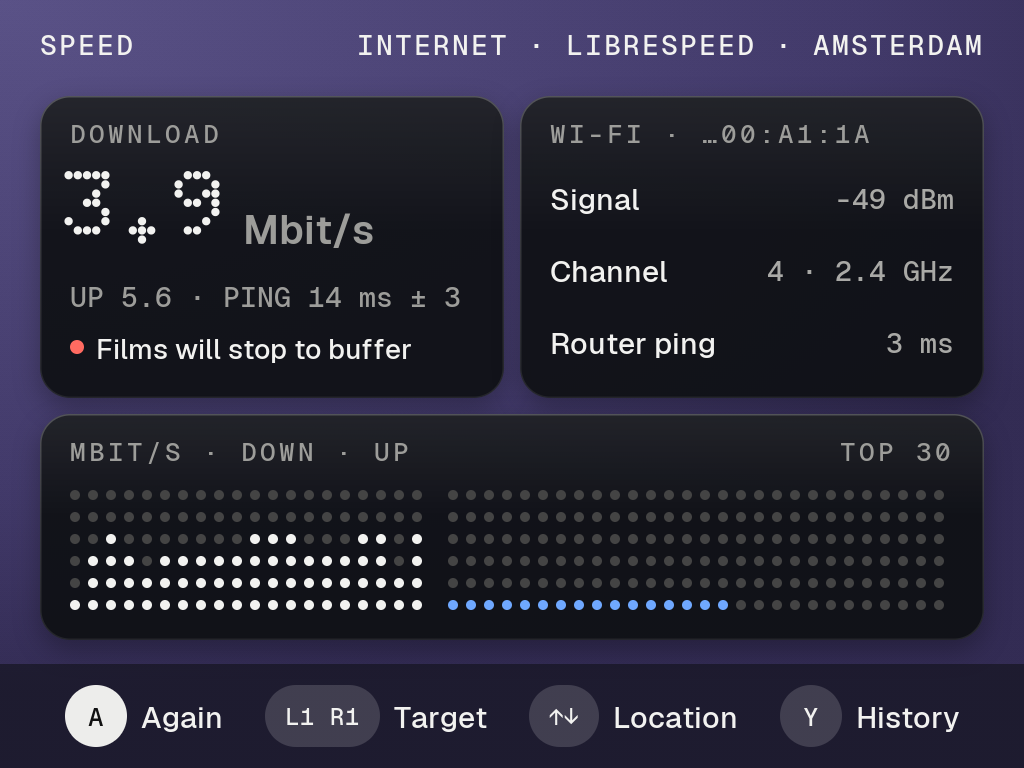 SPEED
INTERNET · LIBRESPEED · AMSTERDAM
DOWNLOAD
3.9 Mbit/s
UP 5.6 · PING 14 ms ± 3
Films will stop to buffer
WI-FI · …00:A1:1A
Signal -49 dBm
Channel 4 · 2.4 GHz
Router ping 3 ms
MBIT/S · DOWN · UP
TOP 30
A Again
L1 R1 Target
↑↓ Location
Y History